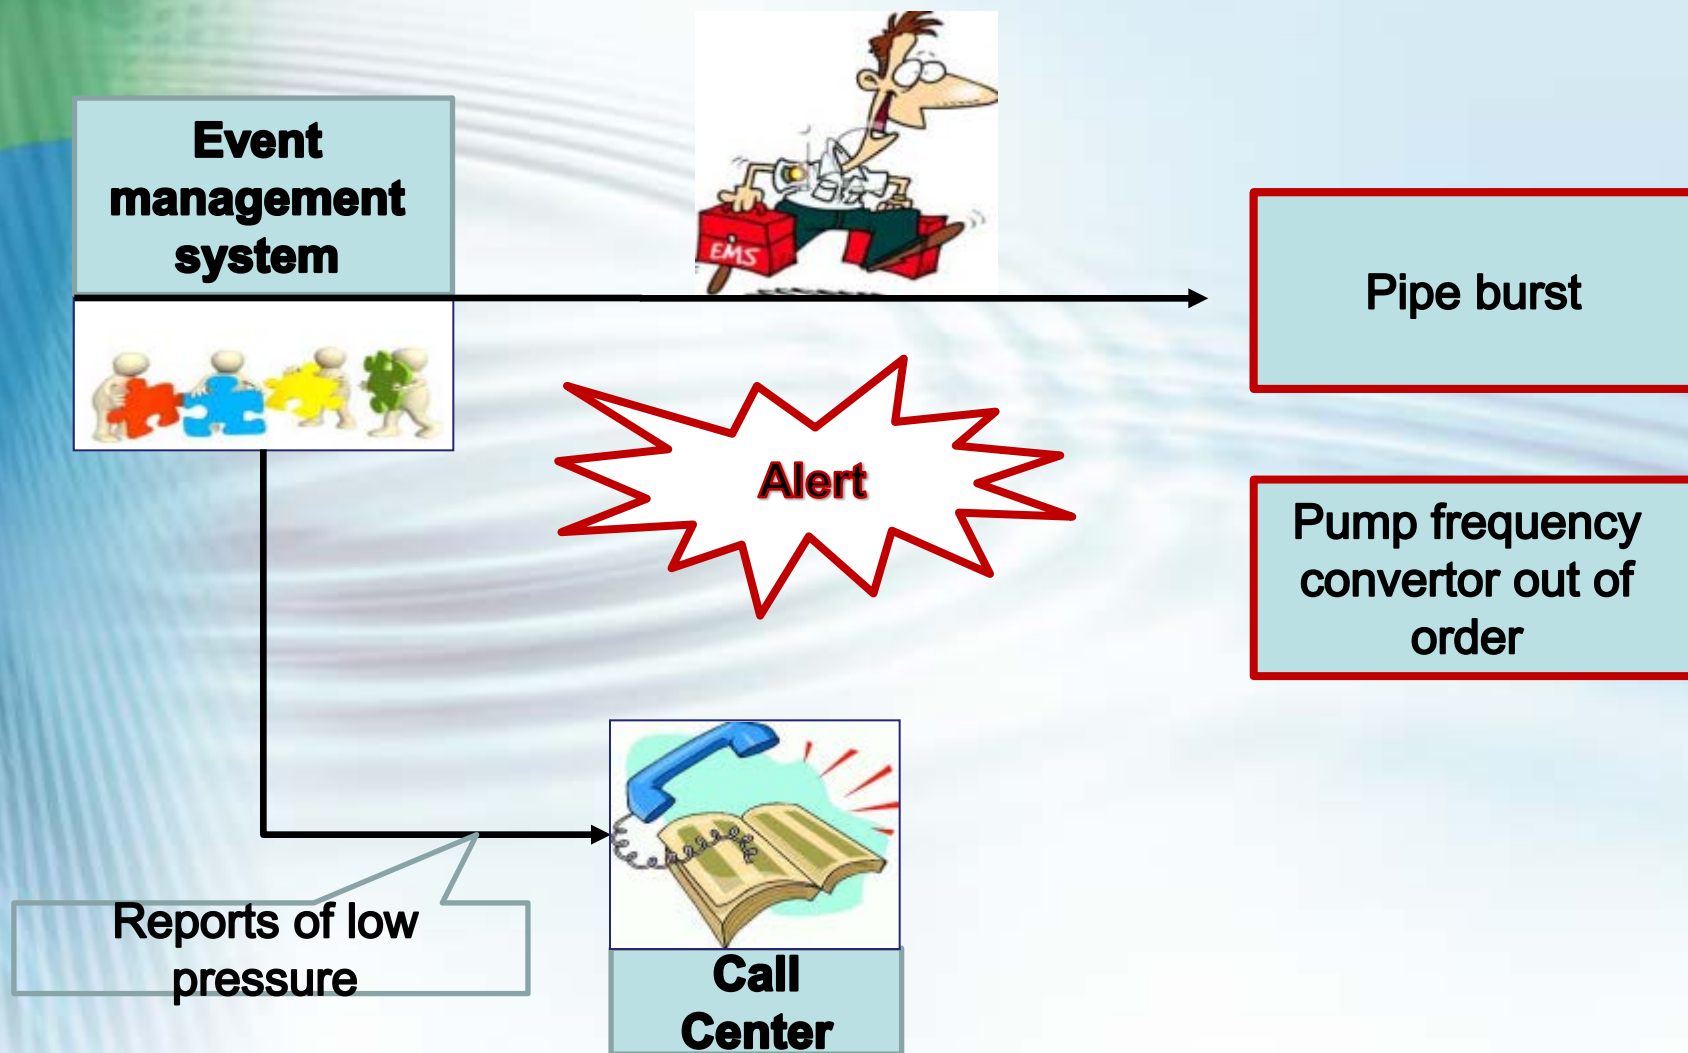 Event
management
system
EMS
Pipe burst
Alert
Pump frequency
convertor out of
order
Reports of low
pressure
Call
Center